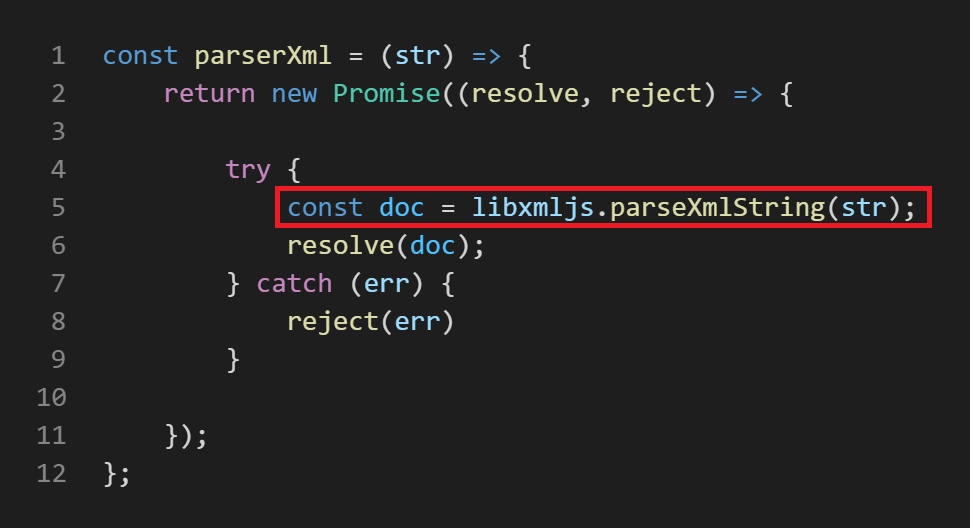 1 const parserXml = (str) => {
2 return new Promise((resolve, reject) => {
3
4 try {
5 const doc = libxmljs.parseXmlString(str);
6 resolve(doc);
7 } catch (err) {
8 reject(err)
9 }
10
11 });
12 };